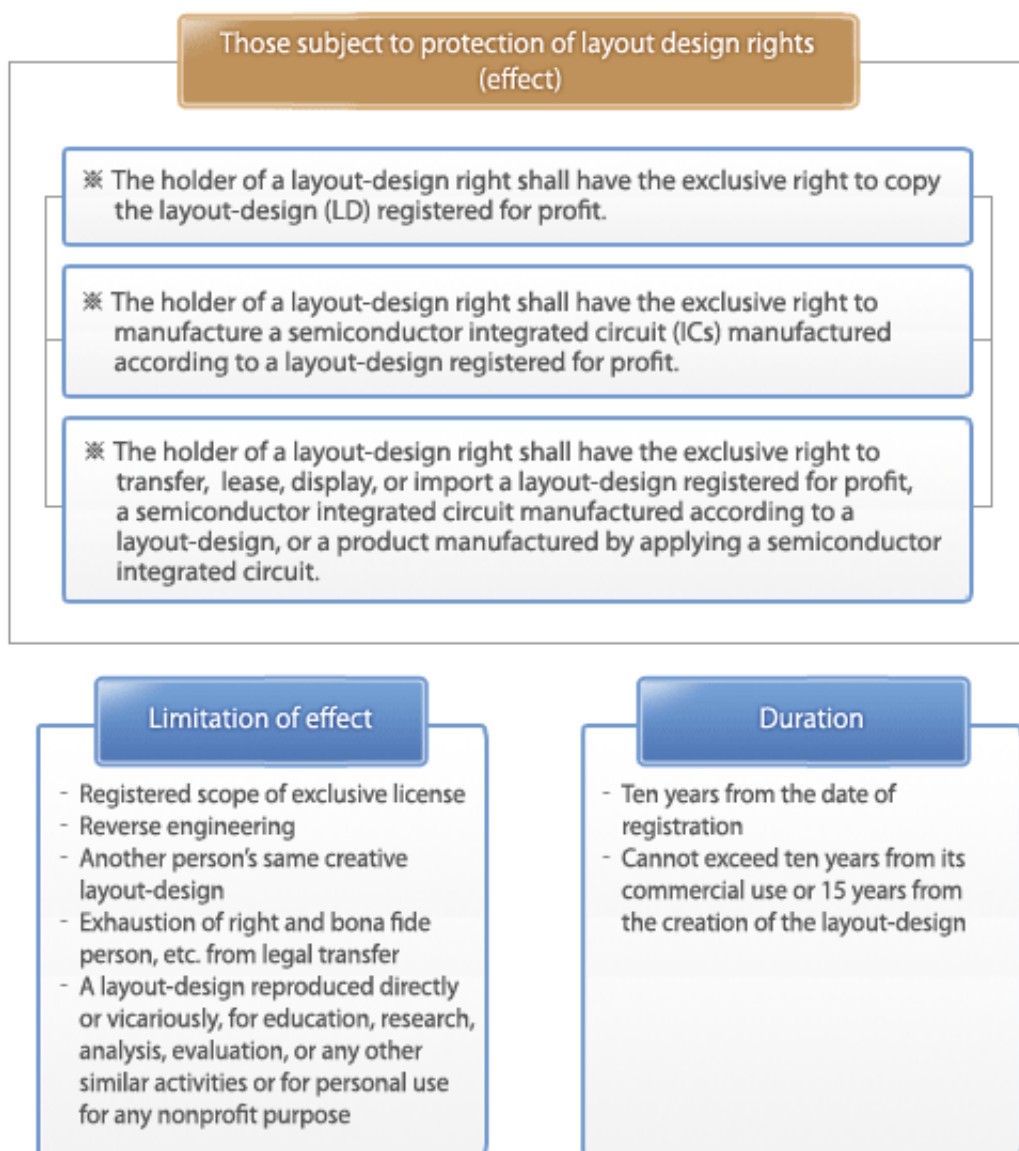 Those subject to protection of layout design rights
(effect)
※ The holder of a layout-design right shall have the exclusive right to copy
the layout-design (LD) registered for profit.
※ The holder of a layout-design right shall have the exclusive right to
manufacture a semiconductor integrated circuit (ICs) manufactured
according to a layout-design registered for profit.
※ The holder of a layout-design right shall have the exclusive right to
transfer, lease, display, or import a layout-design registered for profit,
a semiconductor integrated circuit manufactured according to a
layout-design, or a product manufactured by applying a semiconductor
integrated circuit.
Limitation of effect
- Registered scope of exclusive license
- Reverse engineering
- Another person's same creative
layout-design
- Exhaustion of right and bona fide
person, etc. from legal transfer
- A layout-design reproduced directly
or vicariously, for education, research,
analysis, evaluation, or any other
similar activities or for personal use
for any nonprofit purpose
Duration
- Ten years from the date of
registration
- Cannot exceed ten years from its
commercial use or 15 years from
the creation of the layout-design